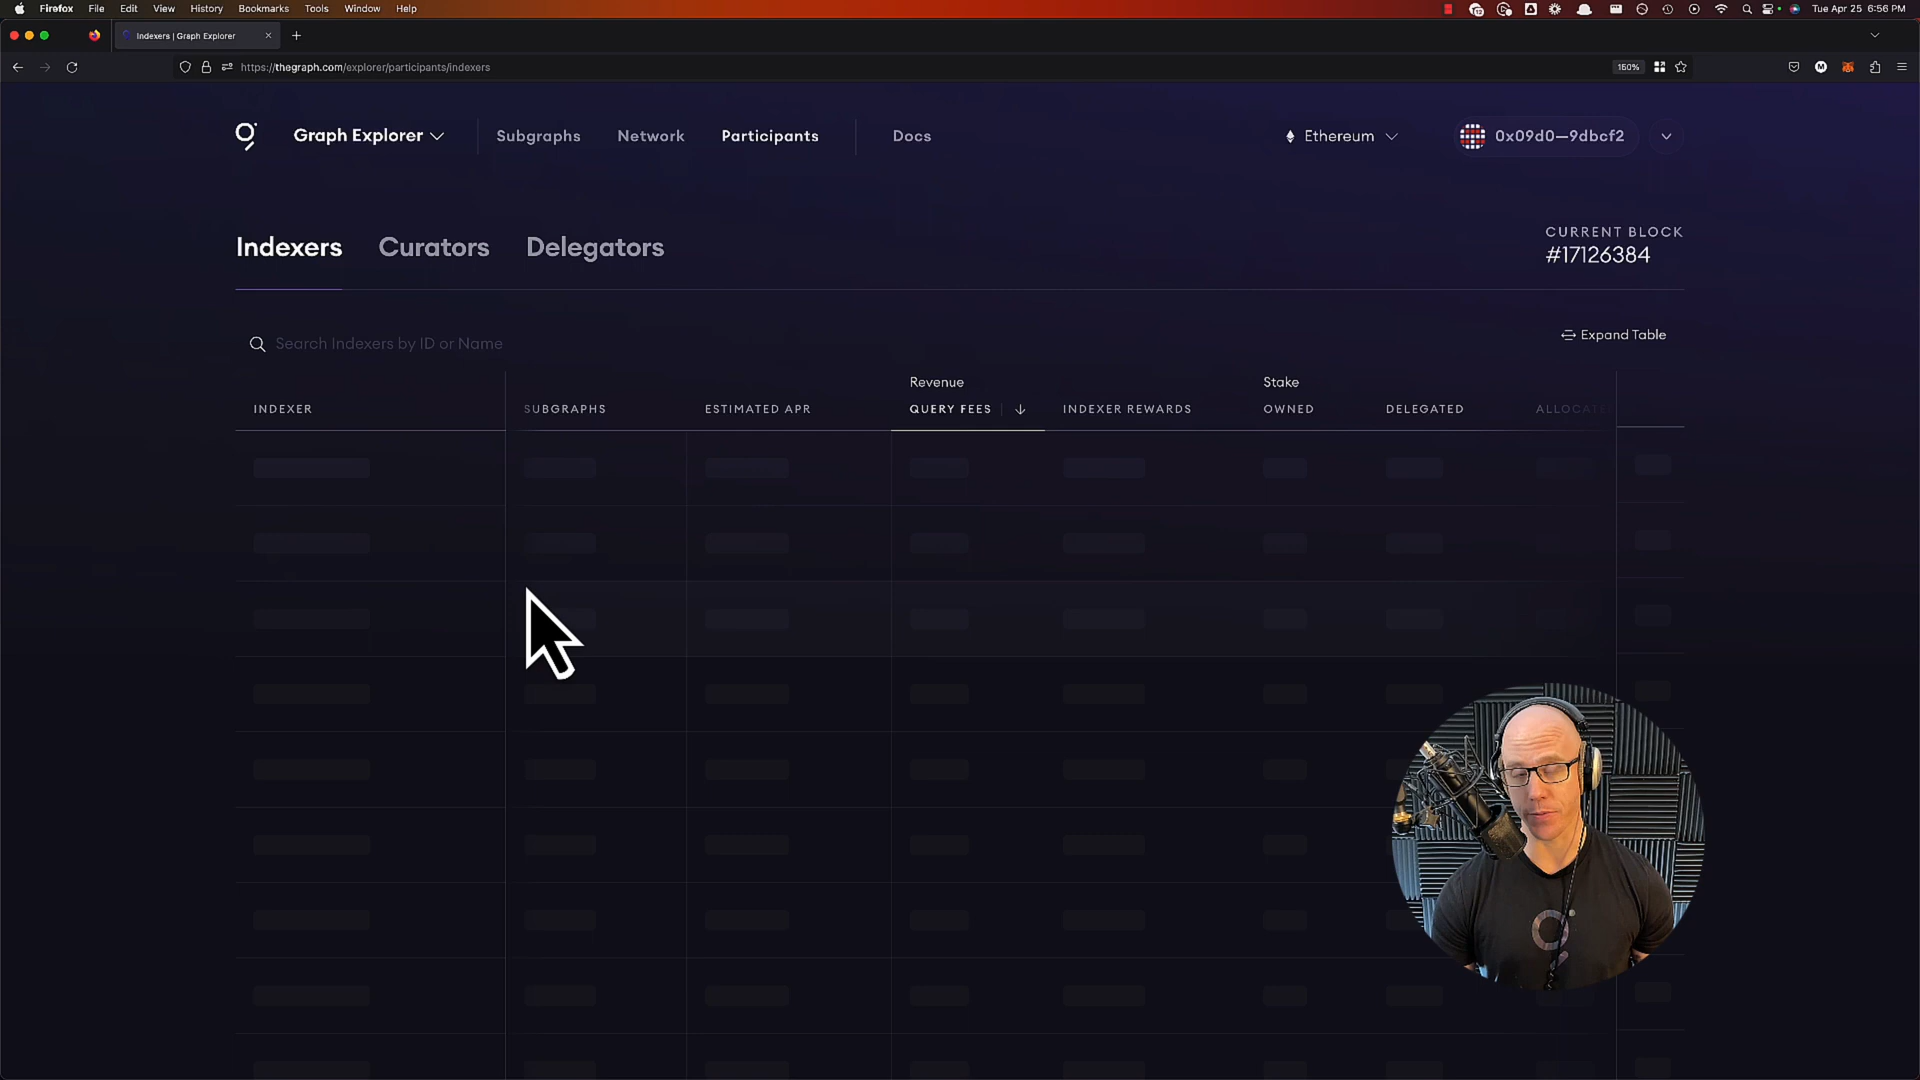 Firefox File Edit View History Bookmarks Tools Window Help Tue Apr 25 6:56 PM
Indexers | Graph Explorer
https://thegraph.com/explorer/participants/indexers 150%
Graph Explorer Subgraphs Network Participants Docs Ethereum 0x09d0—9dbcf2
Indexers Curators Delegators
CURRENT BLOCK
#17126384
Search Indexers by ID or Name
Expand Table
Revenue Stake
INDEXER SUBGRAPHS ESTIMATED APR QUERY FEES INDEXER REWARDS OWNED DELEGATED ALLOCATE